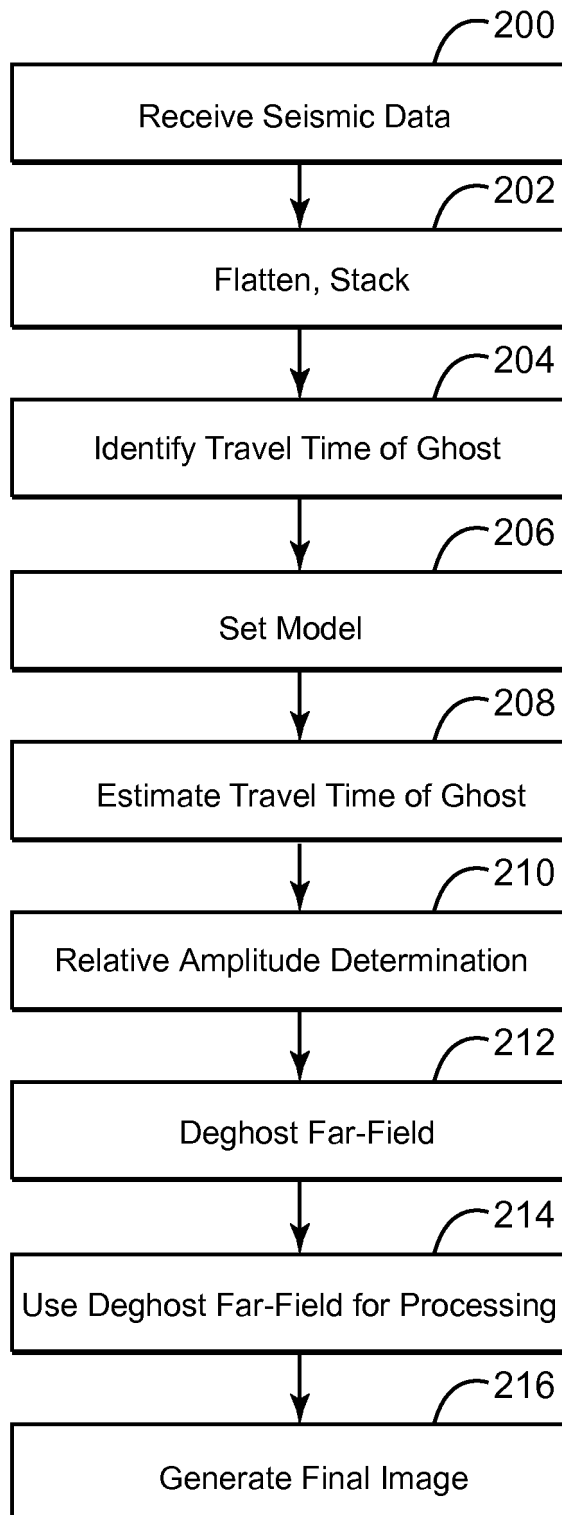 200
Receive Seismic Data
202
Flatten, Stack
204
Identify Travel Time of Ghost
206
Set Model
208
Estimate Travel Time of Ghost
210
Relative Amplitude Determination
212
Deghost Far-Field
214
Use Deghost Far-Field for Processing
216
Generate Final Image